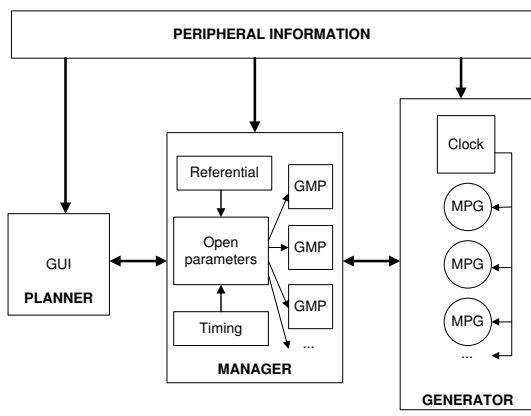 PERIPHERAL INFORMATION
GUI
PLANNER
Referential
Open
parameters
Timing
GMP
GMP
GMP
...
MANAGER
Clock
MPG
MPG
MPG
...
GENERATOR